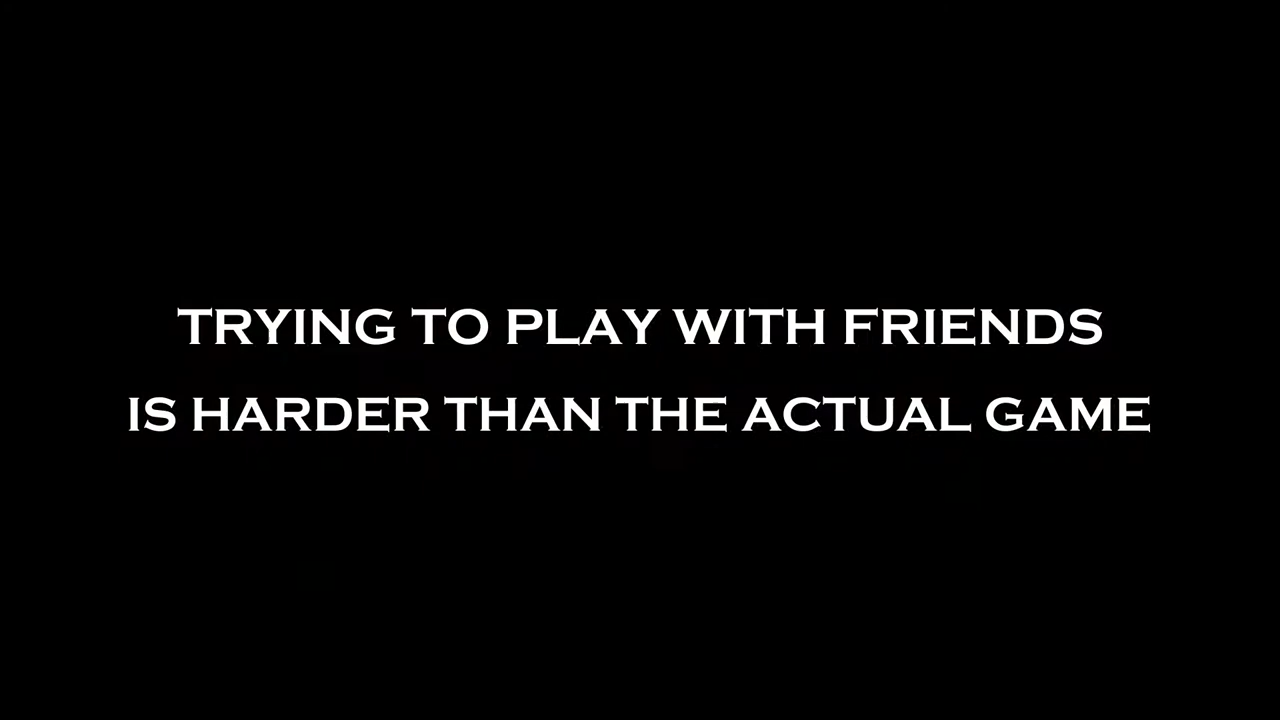 TRYING TO PLAY WITH FRIENDS
IS HARDER THAN THE ACTUAL GAME